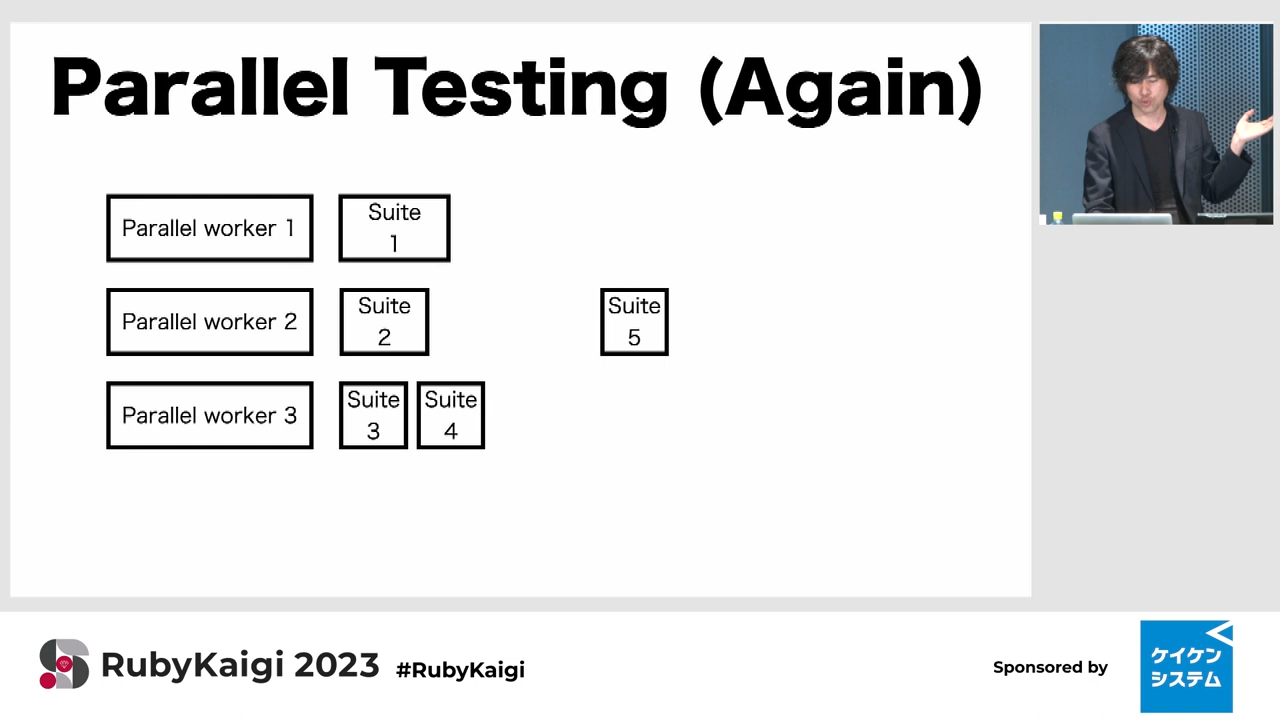 Parallel Testing (Again)
Parallel worker 1
Suite
1
Parallel worker 2
Suite
2
Suite
5
Parallel worker 3
Suite
3
Suite
4
RubyKaigi 2023 #RubyKaigi
Sponsored by
ケイケン
システム